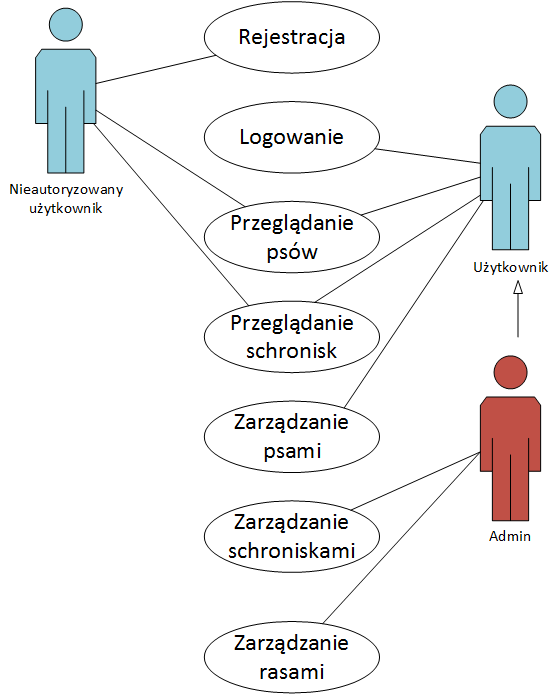 Rejestracja
Logowanie
Nieautoryzowany
użytkownik
Przeglądanie
psów
Użytkownik
Przeglądanie
schronisk
Zarządzanie
psami
Zarządzanie
schroniskami
Admin
Zarządzanie
rasami